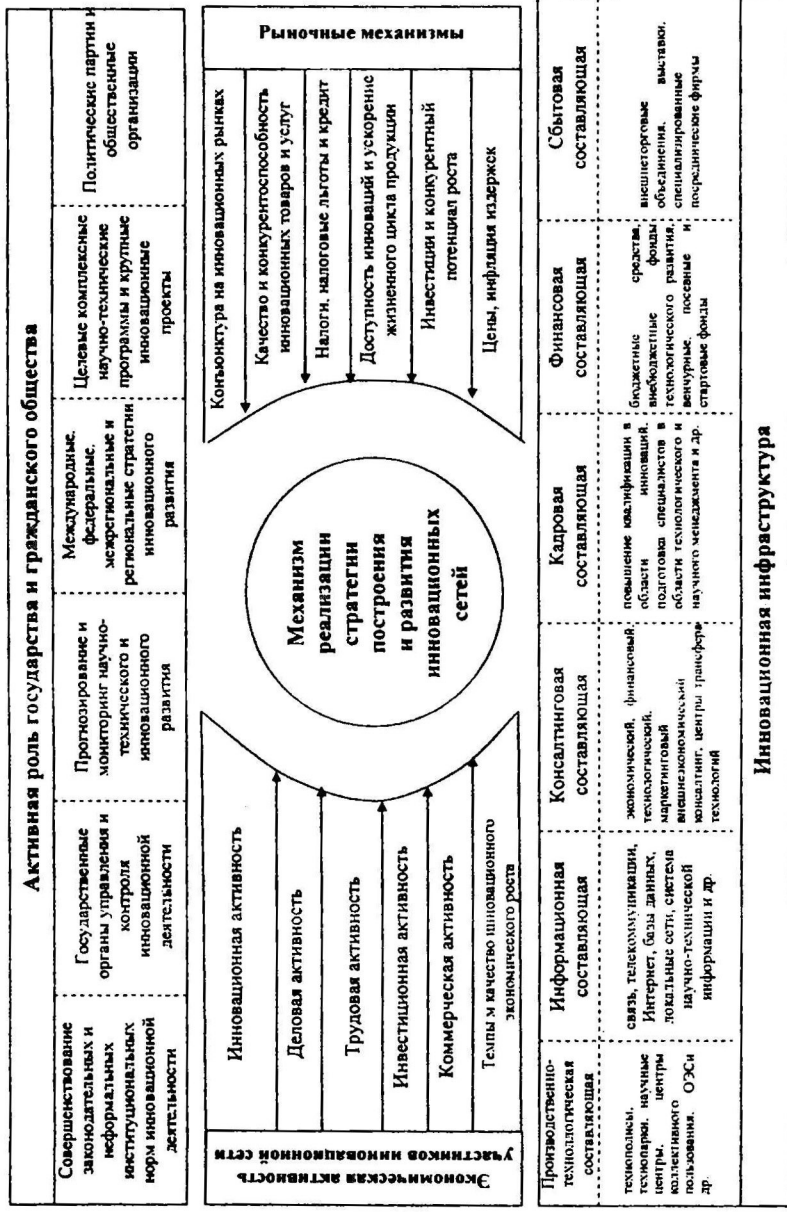 Активная роль государства и гражданского общества
Совершенствование
законодательных и
неформальных
институциональных
норм инновационной
деятельности
Государственные
органы управления и
контроля
инновационной
деятельности
Прогнозирование и
мониторинг научно-
технического и
инновационного
развития
Международные,
федеральные,
межрегиональные и
региональные стратегии
инновационного
развития
Целевые комплексные
научно-технические
программы и крупные
инновационные
проекты
Политические партии и
общественные
организации
Экономическая активность
участников инновационной сети
Инновационная активность
Деловая активность
Трудовая активность
Инвестиционная активность
Коммерческая активность
Темпы м качество инновационного
экономического роста
Механизм
реализации
стратегии
построения
и развития
инновационных
сетей
Рыночные механизмы
Конъюнктура на инновационных рынках
Качество и конкурентоспособность
инновационных товаров и услуг
Налоги, налоговые льготы и кредит
Доступность инноваций и ускорение
жизненного цикла продукции
Инвестиции и конкурентный
потенциал роста
Цены, инфляция издержск
Производственно-
техноллогическая
составляющая
технополисы,
технопарки, научные
центры, центры
коллективного
пользования, ОЭСи
др.
Информационная
составляющая
связь, телекоммуникации,
Интернет, базы данных,
локальные сети, система
научно-технической
информации и др.
Консалтинговая
составляющая
экономический, финансовый,
технологический,
маркетинговый
внешнеэкономический
консалтинг, центры трансфера
технологий
Кадровая
составляющая
повышение квалификации в
области инноваций,
подготовка специалистов в
области технологического и
научного менеджмента и др.
Финансовая
составляющая
бюджетные средства,
внебюджетные фонды
технологического развития,
венчурные, посевные и
стартовые фонды
Сбытовая
составляющая
внешнеторговые
объединения, выставки,
специализированные
посреднические фирмы
Инновационная инфраструктура